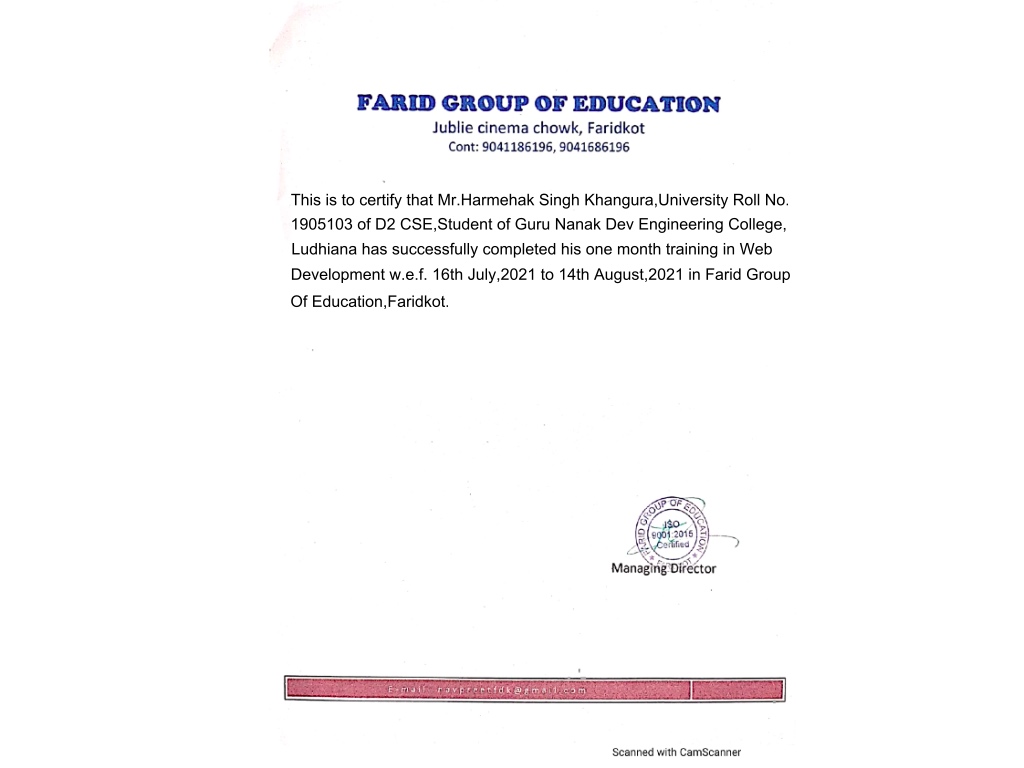 FARID GROUP OF EDUCATION
Jublie cinema chowk, Faridkot
Cont: 9041186196, 9041686196
This is to certify that Mr.Harmehak Singh Khangura,University Roll No.
1905103 of D2 CSE,Student of Guru Nanak Dev Engineering College,
Ludhiana has successfully completed his one month training in Web
Development w.e.f. 16th July,2021 to 14th August,2021 in Farid Group
Of Education,Faridkot.
FARID GROUP OF EDUCATION
ISO
9001:2015
Certified
Managing Director
E-mail: navpreetfdk@gmail.com
Scanned with CamScanner